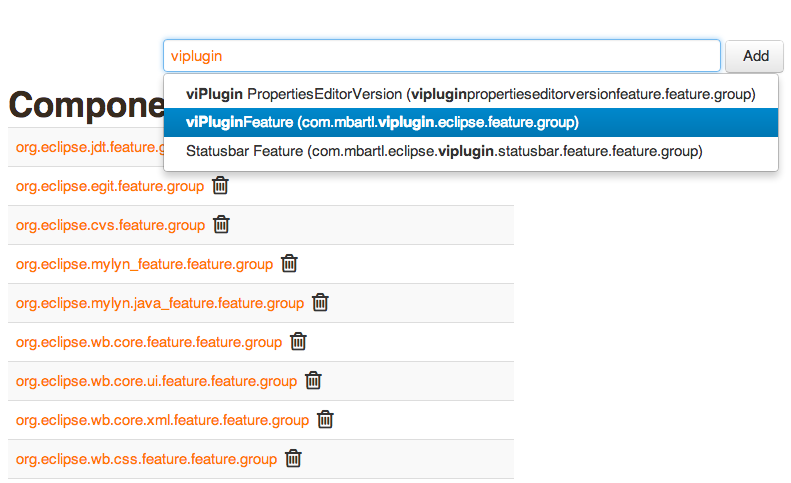 viplugin
Add
viPlugin PropertiesEditorVersion (vipluginpropertieseditorversionfeature.feature.group)
viPluginFeature (com.mbartl.viplugin.eclipse.feature.group)
Statusbar Feature (com.mbartl.eclipse.viplugin.statusbar.feature.feature.group)
Compone
org.eclipse.jdt.feature.g
org.eclipse.egit.feature.group
org.eclipse.cvs.feature.group
org.eclipse.mylyn_feature.feature.group
org.eclipse.mylyn.java_feature.feature.group
org.eclipse.wb.core.feature.feature.group
org.eclipse.wb.core.ui.feature.feature.group
org.eclipse.wb.core.xml.feature.feature.group
org.eclipse.wb.css.feature.feature.group